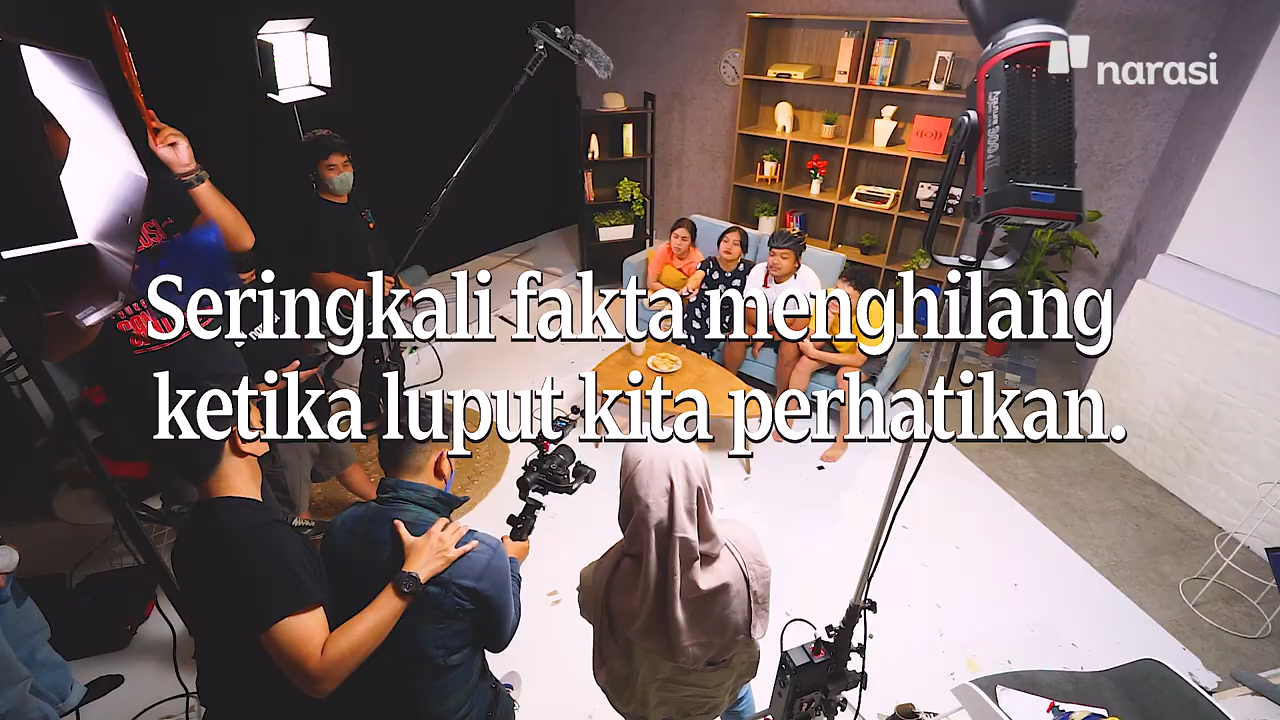 narasi
Seringkali fakta menghilang
ketika luput kita perhatikan.